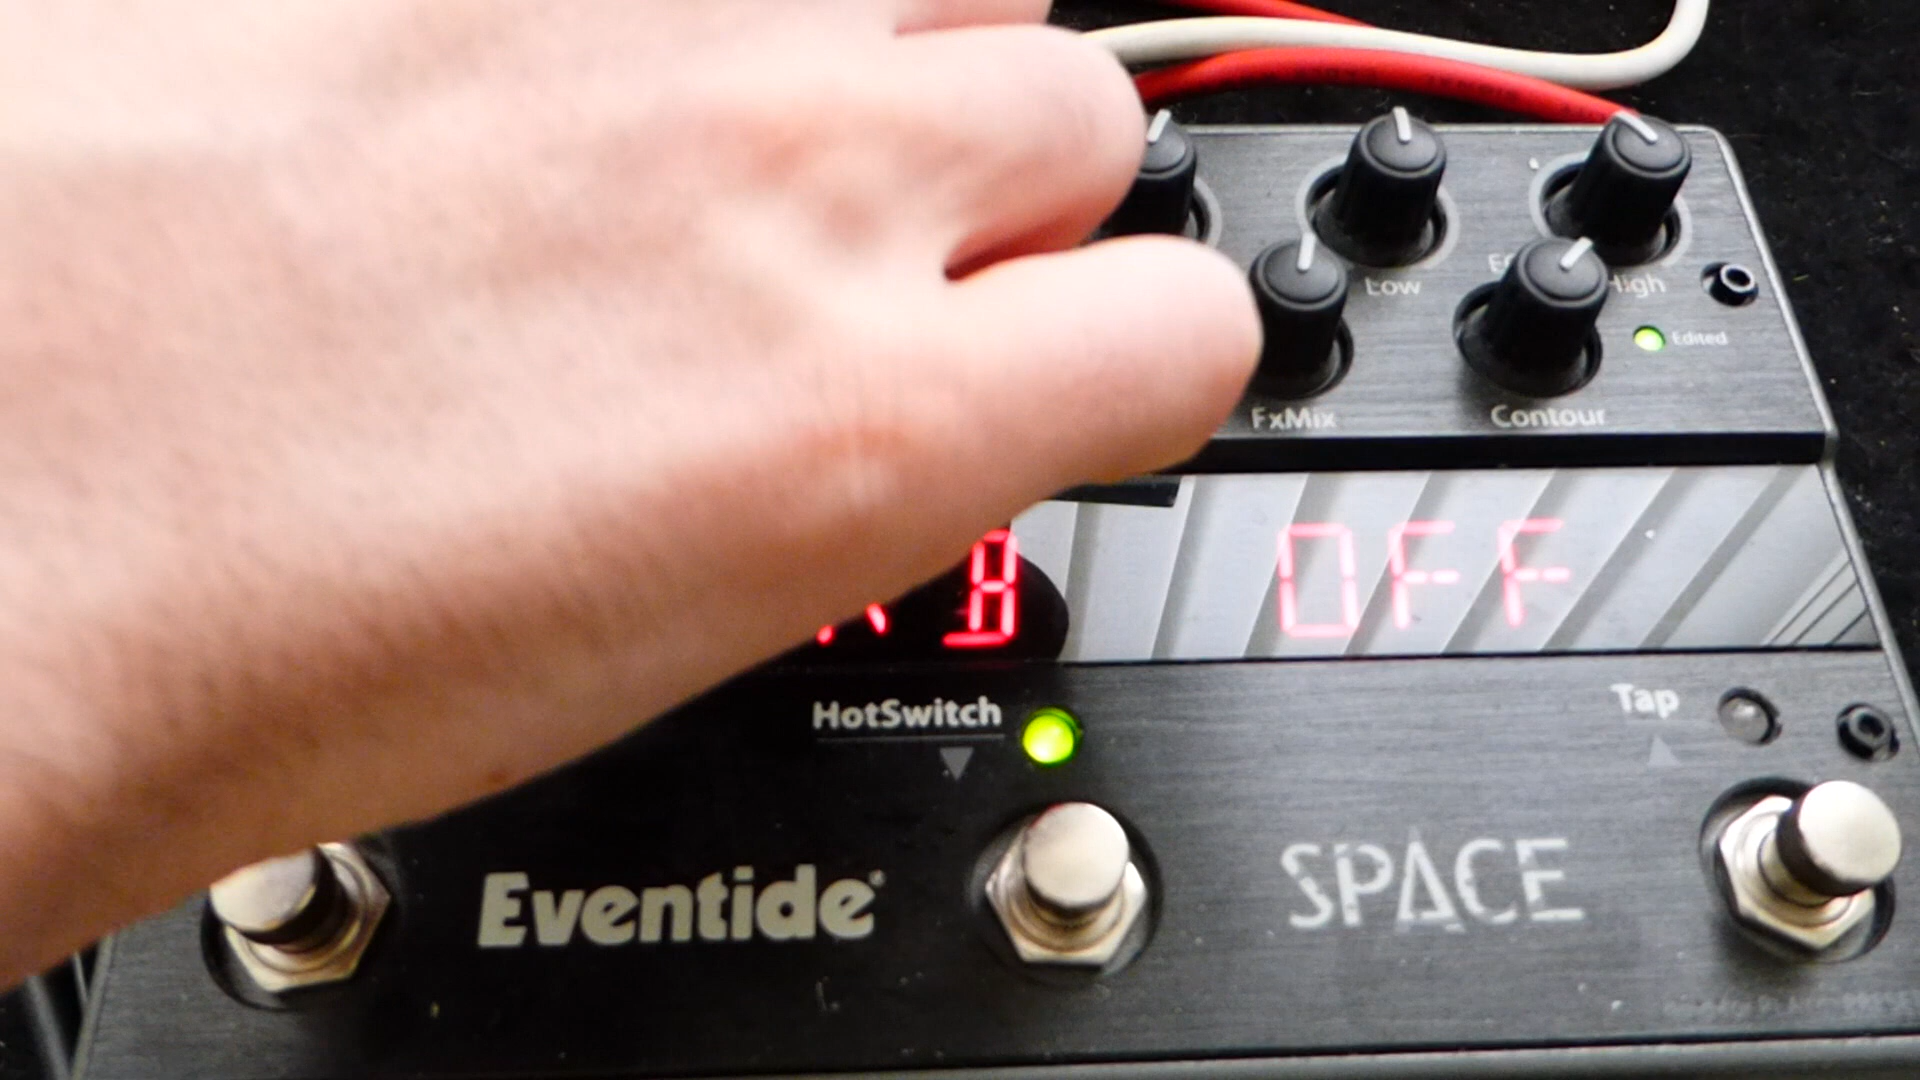 Low
High
Edited
FxMix
Contour
OFF
HotSwitch
Tap
Eventide®
SPACE